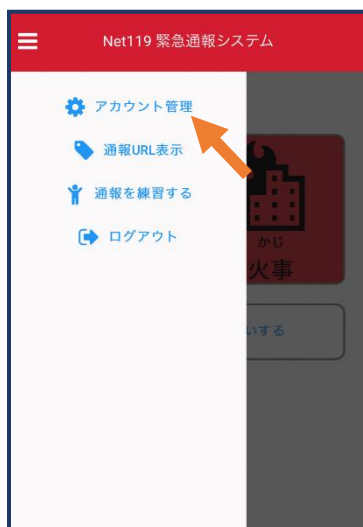 Net119 緊急通報システム
アカウント管理
通報URL表示
通報を練習する
ログアウト
かじ
火事
いする